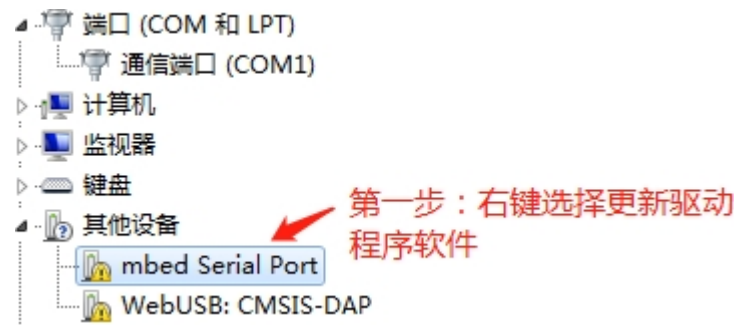 端口 (COM 和 LPT)
通信端口 (COM1)
计算机
监视器
键盘
其他设备
mbed Serial Port
WebUSB: CMSIS-DAP
第一步：右键选择更新驱动
程序软件